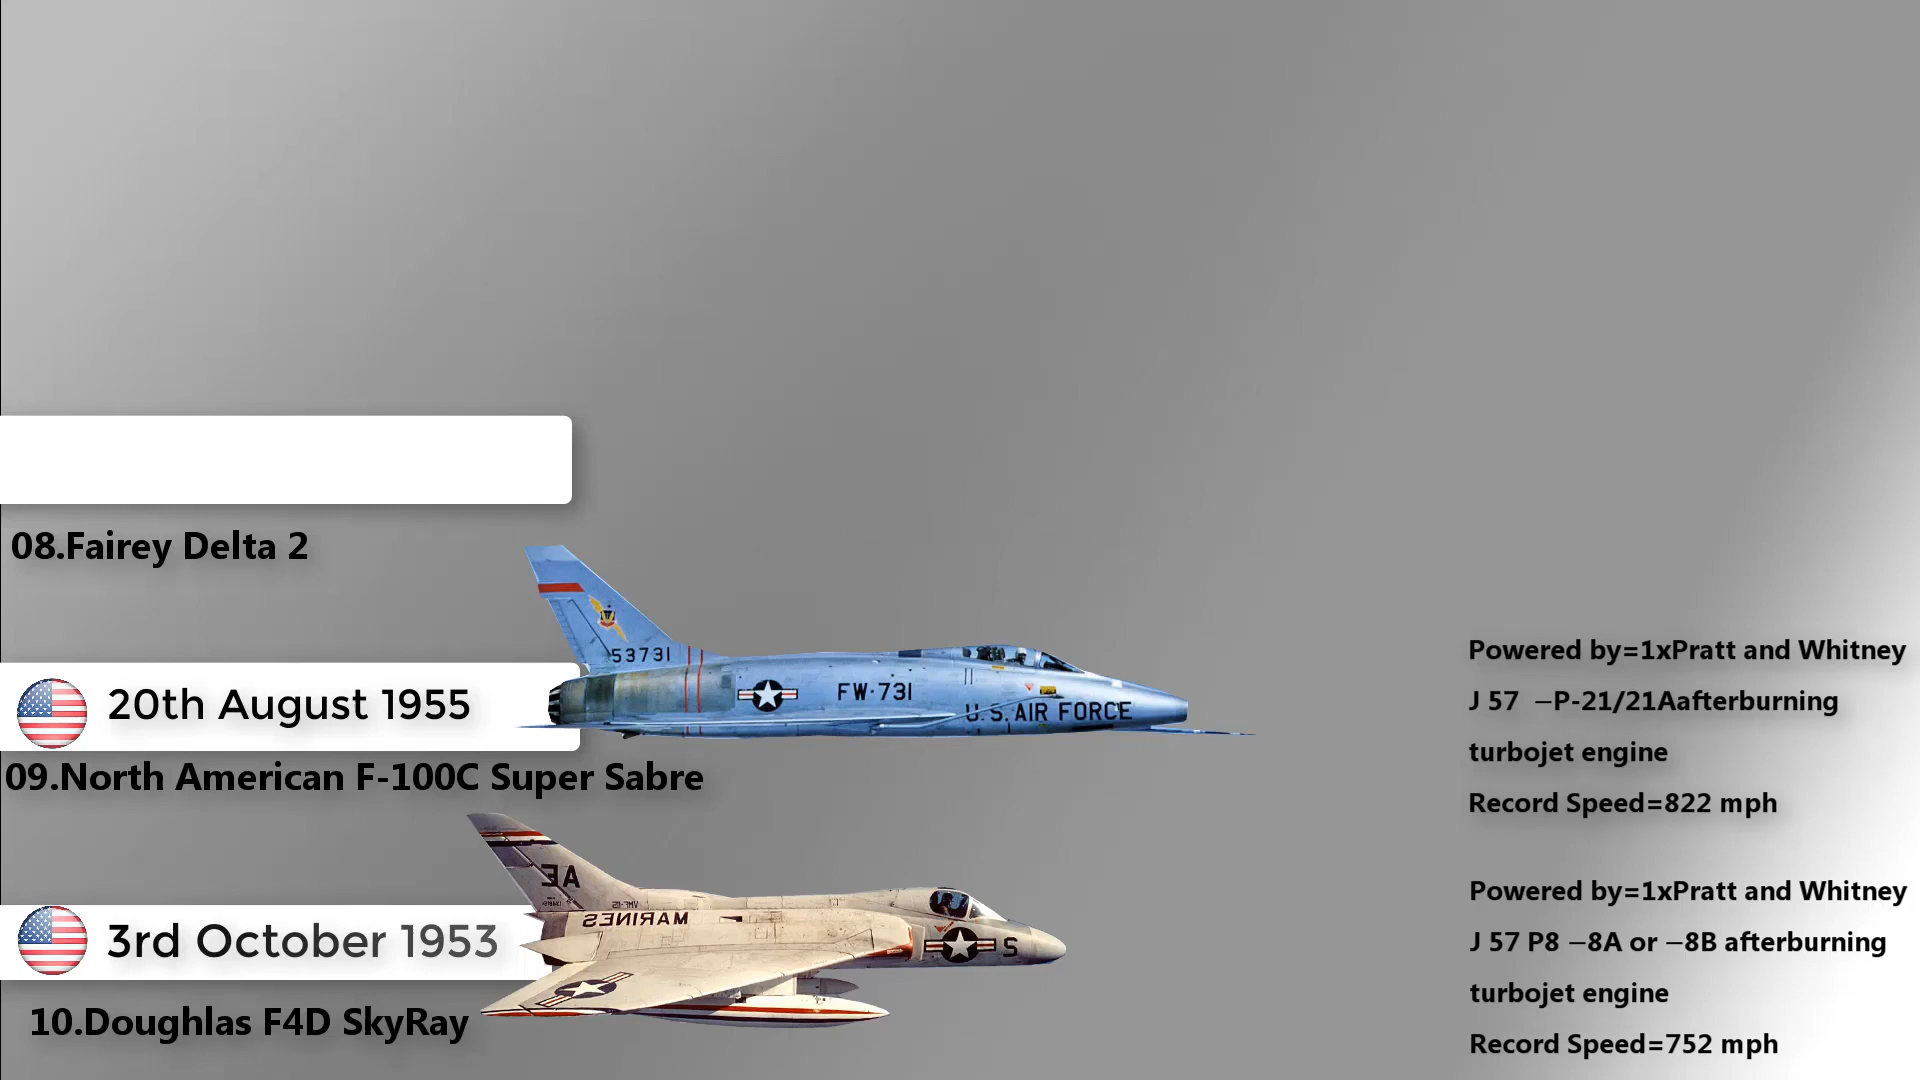 08.Fairey Delta 2
53731
FW-731
U.S. AIR FORCE
20th August 1955
09.North American F-100C Super Sabre
Powered by=1xPratt and Whitney
J 57 –P-21/21Aafterburning
turbojet engine
Record Speed=822 mph
AE
MARINES
S
3rd October 1953
10.Doughlas F4D SkyRay
Powered by=1xPratt and Whitney
J 57 P8 –8A or –8B afterburning
turbojet engine
Record Speed=752 mph